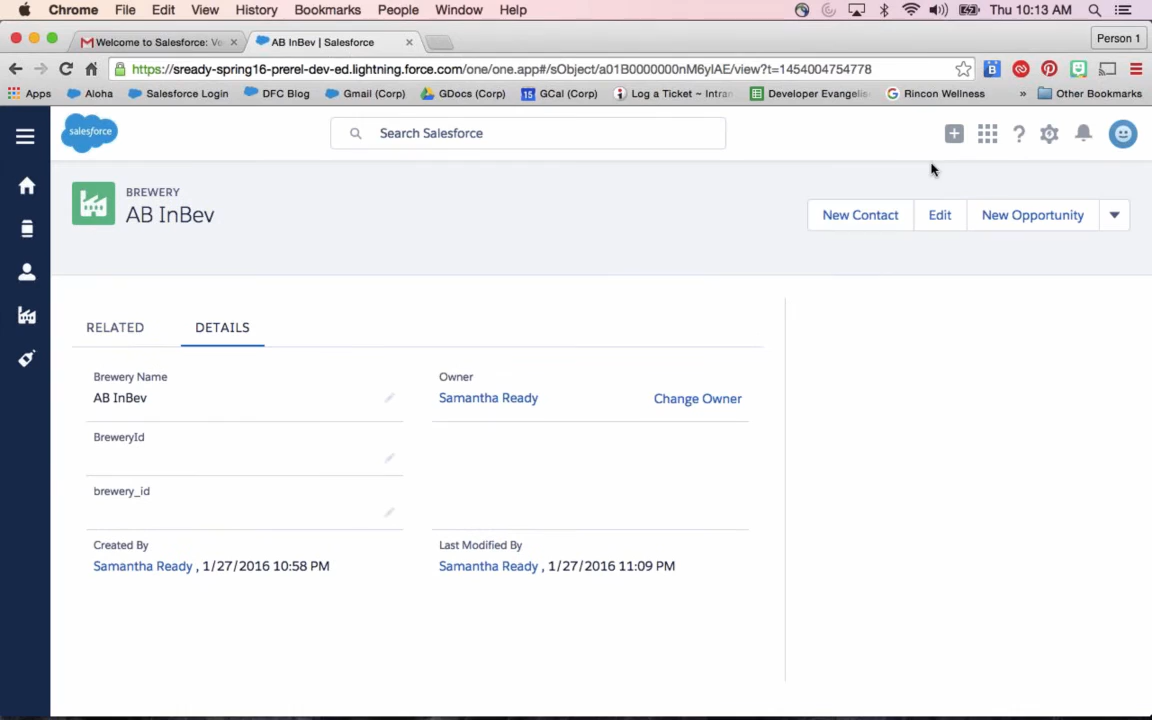 Chrome File Edit View History Bookmarks People Window Help Thu 10:13 AM
Welcome to Salesforce: Ve AB InBev | Salesforce Person 1
https://sready-spring16-prerel-dev-ed.lightning.force.com/one/one.app#/sObject/a01B0000000nM6yIAE/view?t=1454004754778
Apps Aloha Salesforce Login DFC Blog Gmail (Corp) GDocs (Corp) 15 GCal (Corp) Log a Ticket ~ Intran Developer Evangelis Rincon Wellness » Other Bookmarks
salesforce Search Salesforce
BREWERY
AB InBev
New Contact Edit New Opportunity
RELATED DETAILS
Brewery Name Owner
AB InBev Samantha Ready Change Owner
BreweryId
brewery_id
Created By Last Modified By
Samantha Ready , 1/27/2016 10:58 PM Samantha Ready , 1/27/2016 11:09 PM